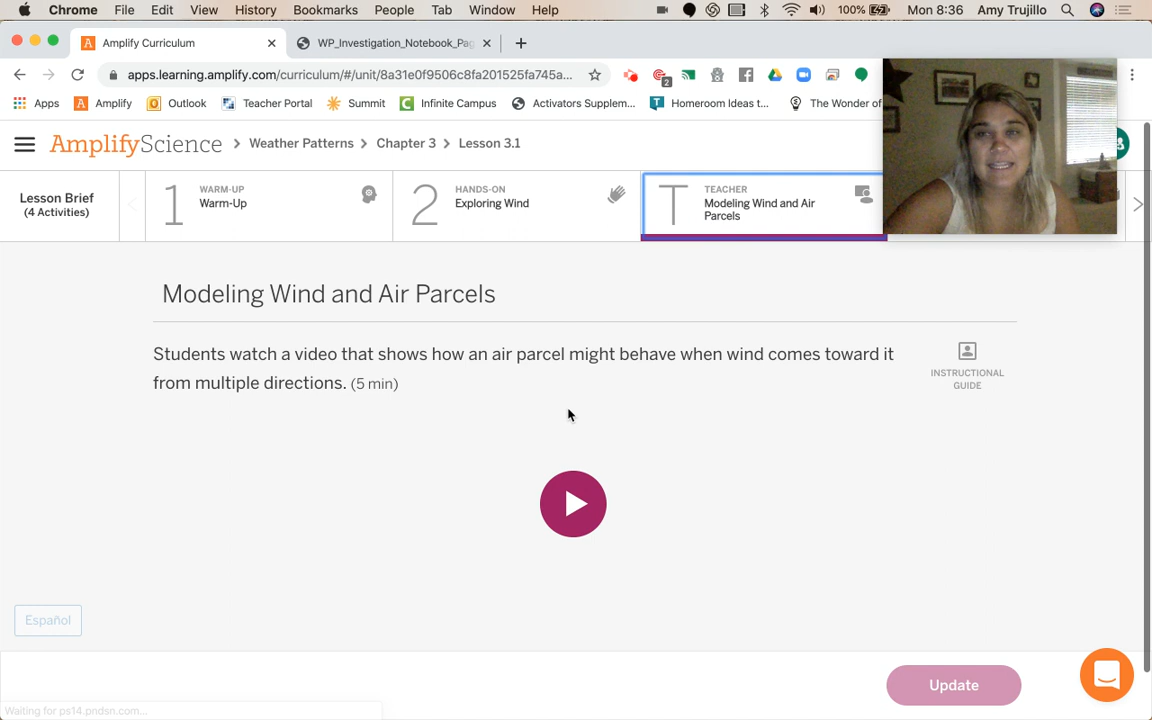 Chrome File Edit View History Bookmarks People Tab Window Help 100% Mon 8:36 Amy Trujillo
Amplify Curriculum WP_Investigation_Notebook_Pag
apps.learning.amplify.com/curriculum/#/unit/8a31e0f9506c8fa201525fa745a... 2
Apps Amplify Outlook Teacher Portal Summit Infinite Campus Activators Supplem... Homeroom Ideas t... The Wonder of
AmplifyScience > Weather Patterns > Chapter 3 > Lesson 3.1
Lesson Brief
(4 Activities)
1 WARM-UP
Warm-Up
2 HANDS-ON
Exploring Wind
T TEACHER
Modeling Wind and Air
Parcels
Modeling Wind and Air Parcels
Students watch a video that shows how an air parcel might behave when wind comes toward it
from multiple directions. (5 min)
INSTRUCTIONAL
GUIDE
Español
Update
Waiting for ps14.pndsn.com...